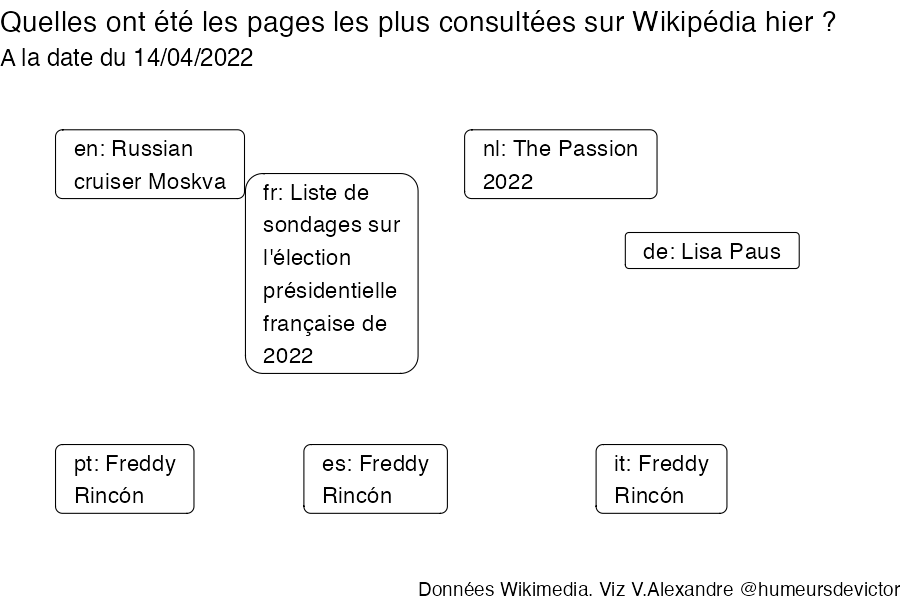 Quelles ont été les pages les plus consultées sur Wikipédia hier ?
A la date du 14/04/2022
en: Russian
cruiser Moskva
fr: Liste de
sondages sur
l'élection
présidentielle
française de
2022
nl: The Passion
2022
de: Lisa Paus
pt: Freddy
Rincón
es: Freddy
Rincón
it: Freddy
Rincón
Données Wikimedia. Viz V.Alexandre @humeursdevictor